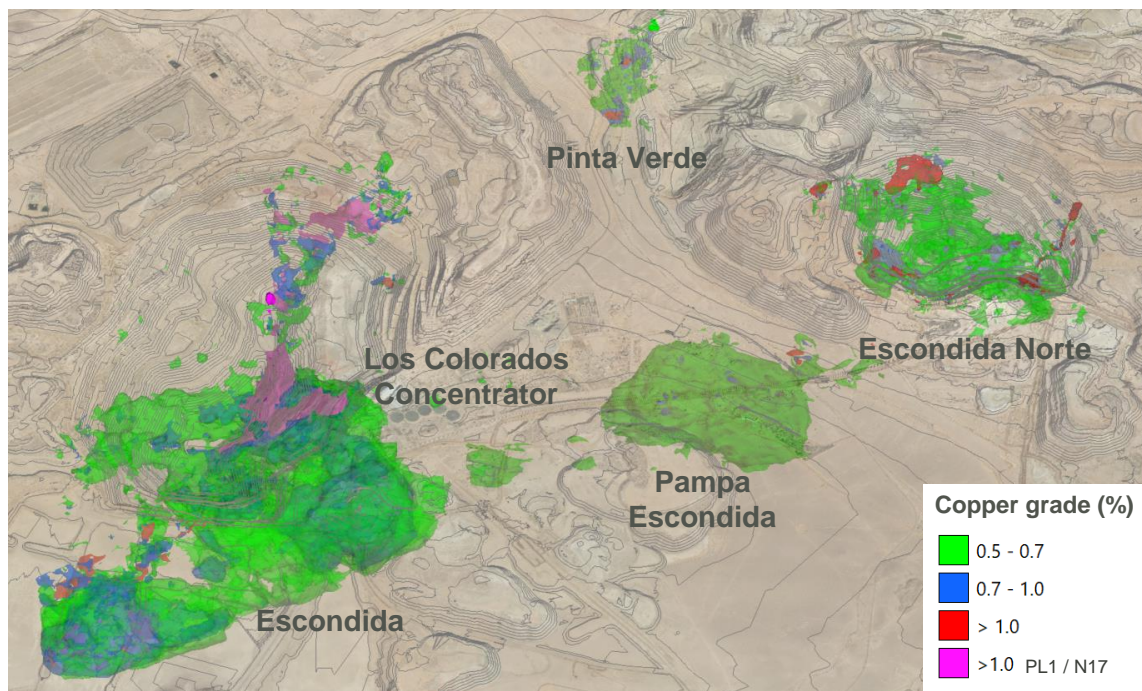 Pinta Verde
Los Colorados
Concentrator
Escondida Norte
Pampa
Escondida
Escondida
Copper grade (%)
0.5 - 0.7
0.7 - 1.0
> 1.0
>1.0 PL1 / N17